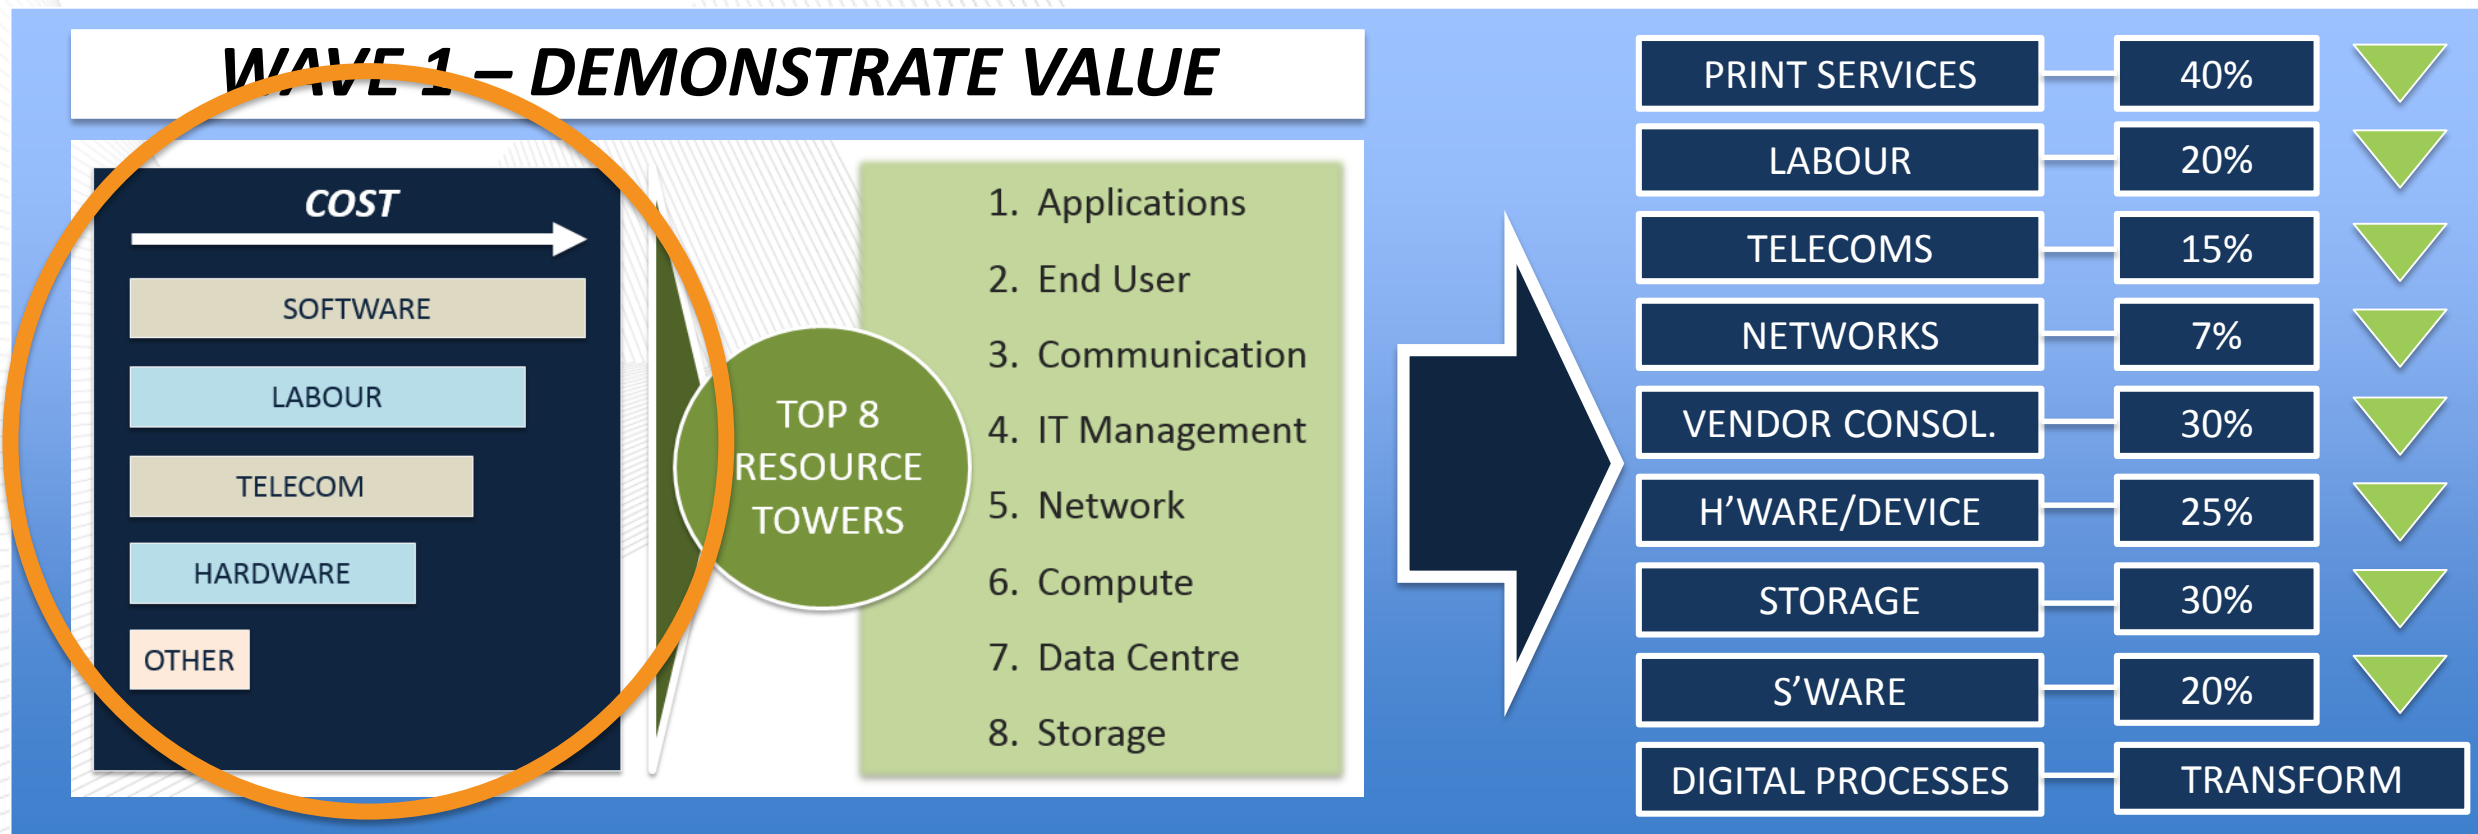 WAVE 1 – DEMONSTRATE VALUE
COST
SOFTWARE
LABOUR
TELECOM
HARDWARE
OTHER
TOP 8
RESOURCE
TOWERS
1. Applications
2. End User
3. Communication
4. IT Management
5. Network
6. Compute
7. Data Centre
8. Storage
PRINT SERVICES 40%
LABOUR 20%
TELECOMS 15%
NETWORKS 7%
VENDOR CONSOL. 30%
H’WARE/DEVICE 25%
STORAGE 30%
S’WARE 20%
DIGITAL PROCESSES TRANSFORM